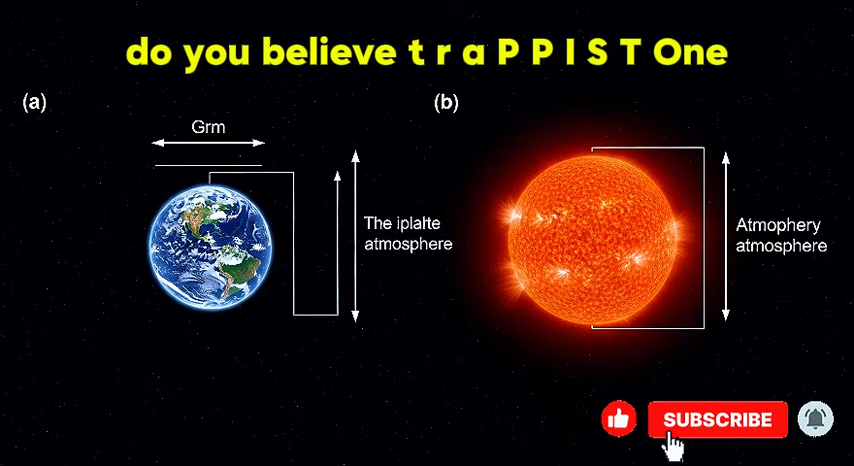 do you believe t r a P P I S T One
(a)
(b)
Grm
The iplalte
atmosphere
Atmophery
atmosphere
SUBSCRIBE